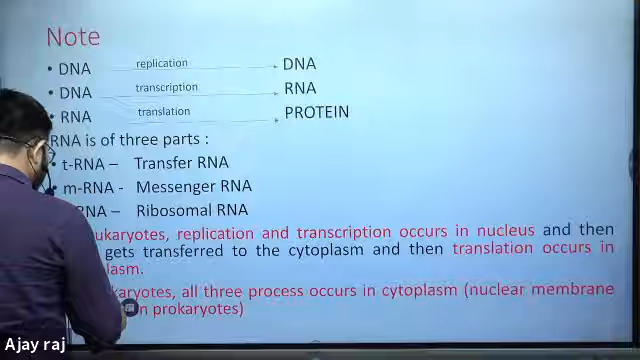 Note
• DNA replication DNA
• DNA transcription RNA
• RNA translation PROTEIN
RNA is of three parts :
• t-RNA – Transfer RNA
• m-RNA - Messenger RNA
RNA – Ribosomal RNA
ukaryotes, replication and transcription occurs in nucleus and then
gets transferred to the cytoplasm and then translation occurs in
lasm.
karyotes, all three process occurs in cytoplasm (nuclear membrane
n prokaryotes)
Ajay raj